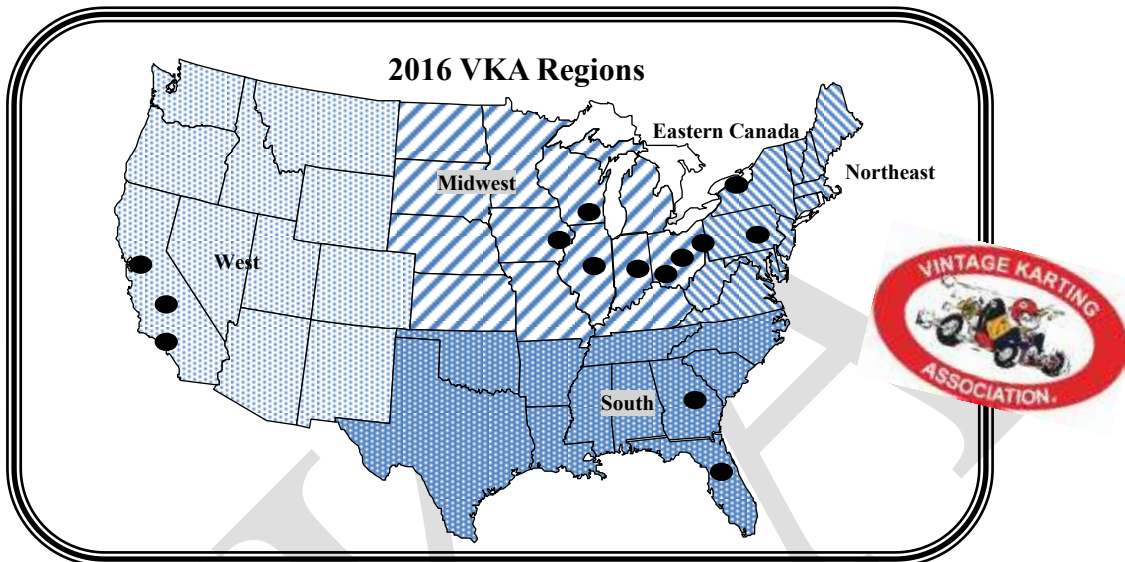 2016 VKA Regions
Eastern Canada
Northeast
Midwest
West
South
VINTAGE KARTING
ASSOCIATION.